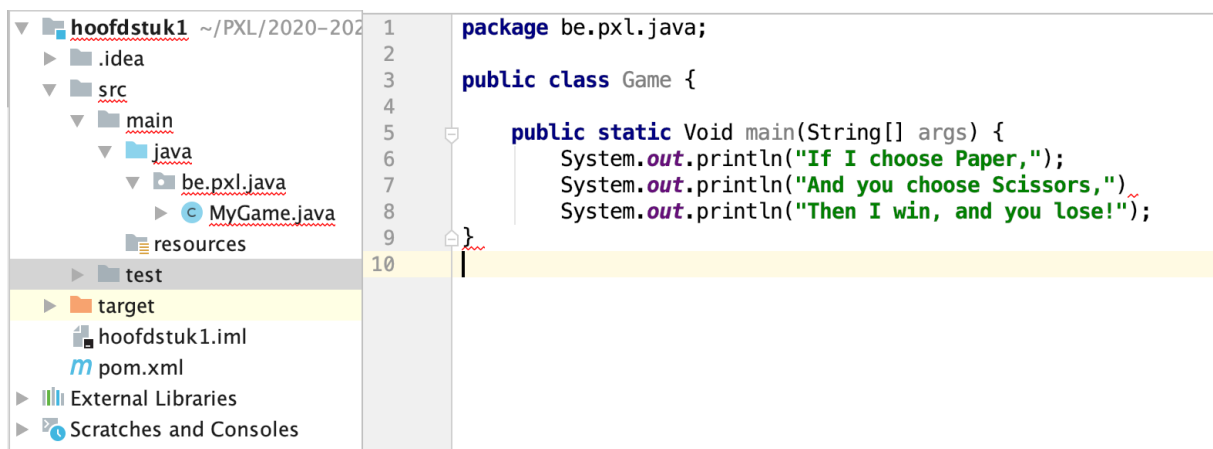 hoofdstuk1 ~/PXL/2020-202
.idea
src
main
java
be.pxl.java
MyGame.java
resources
test
target
hoofdstuk1.iml
pom.xml
External Libraries
Scratches and Consoles
1 package be.pxl.java;
2
3 public class Game {
4
5 public static Void main(String[] args) {
6 System.out.println("If I choose Paper,");
7 System.out.println("And you choose Scissors,")
8 System.out.println("Then I win, and you lose!");
9 }
10